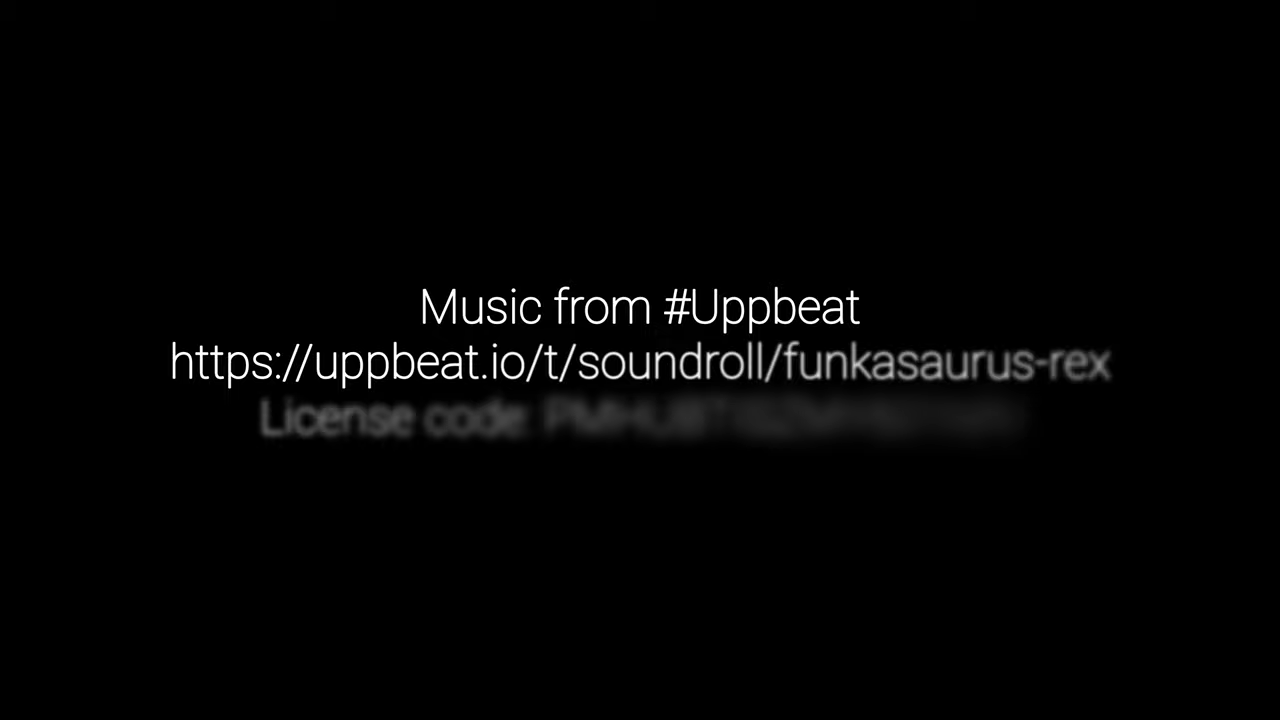 Music from #Uppbeat
https://uppbeat.io/t/soundroll/funkasaurus-rex
License code: